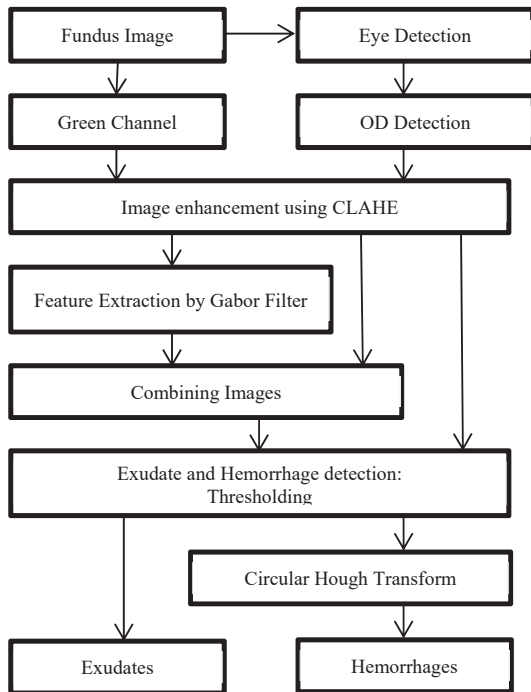 Fundus Image
Eye Detection
Green Channel
OD Detection
Image enhancement using CLAHE
Feature Extraction by Gabor Filter
Combining Images
Exudate and Hemorrhage detection:
Thresholding
Circular Hough Transform
Exudates
Hemorrhages